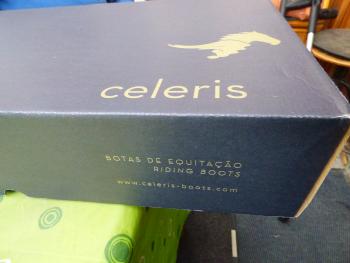 celeris
BOTAS DE EQUITAÇÃO
RIDING BOOTS
www.celeris-boots.com